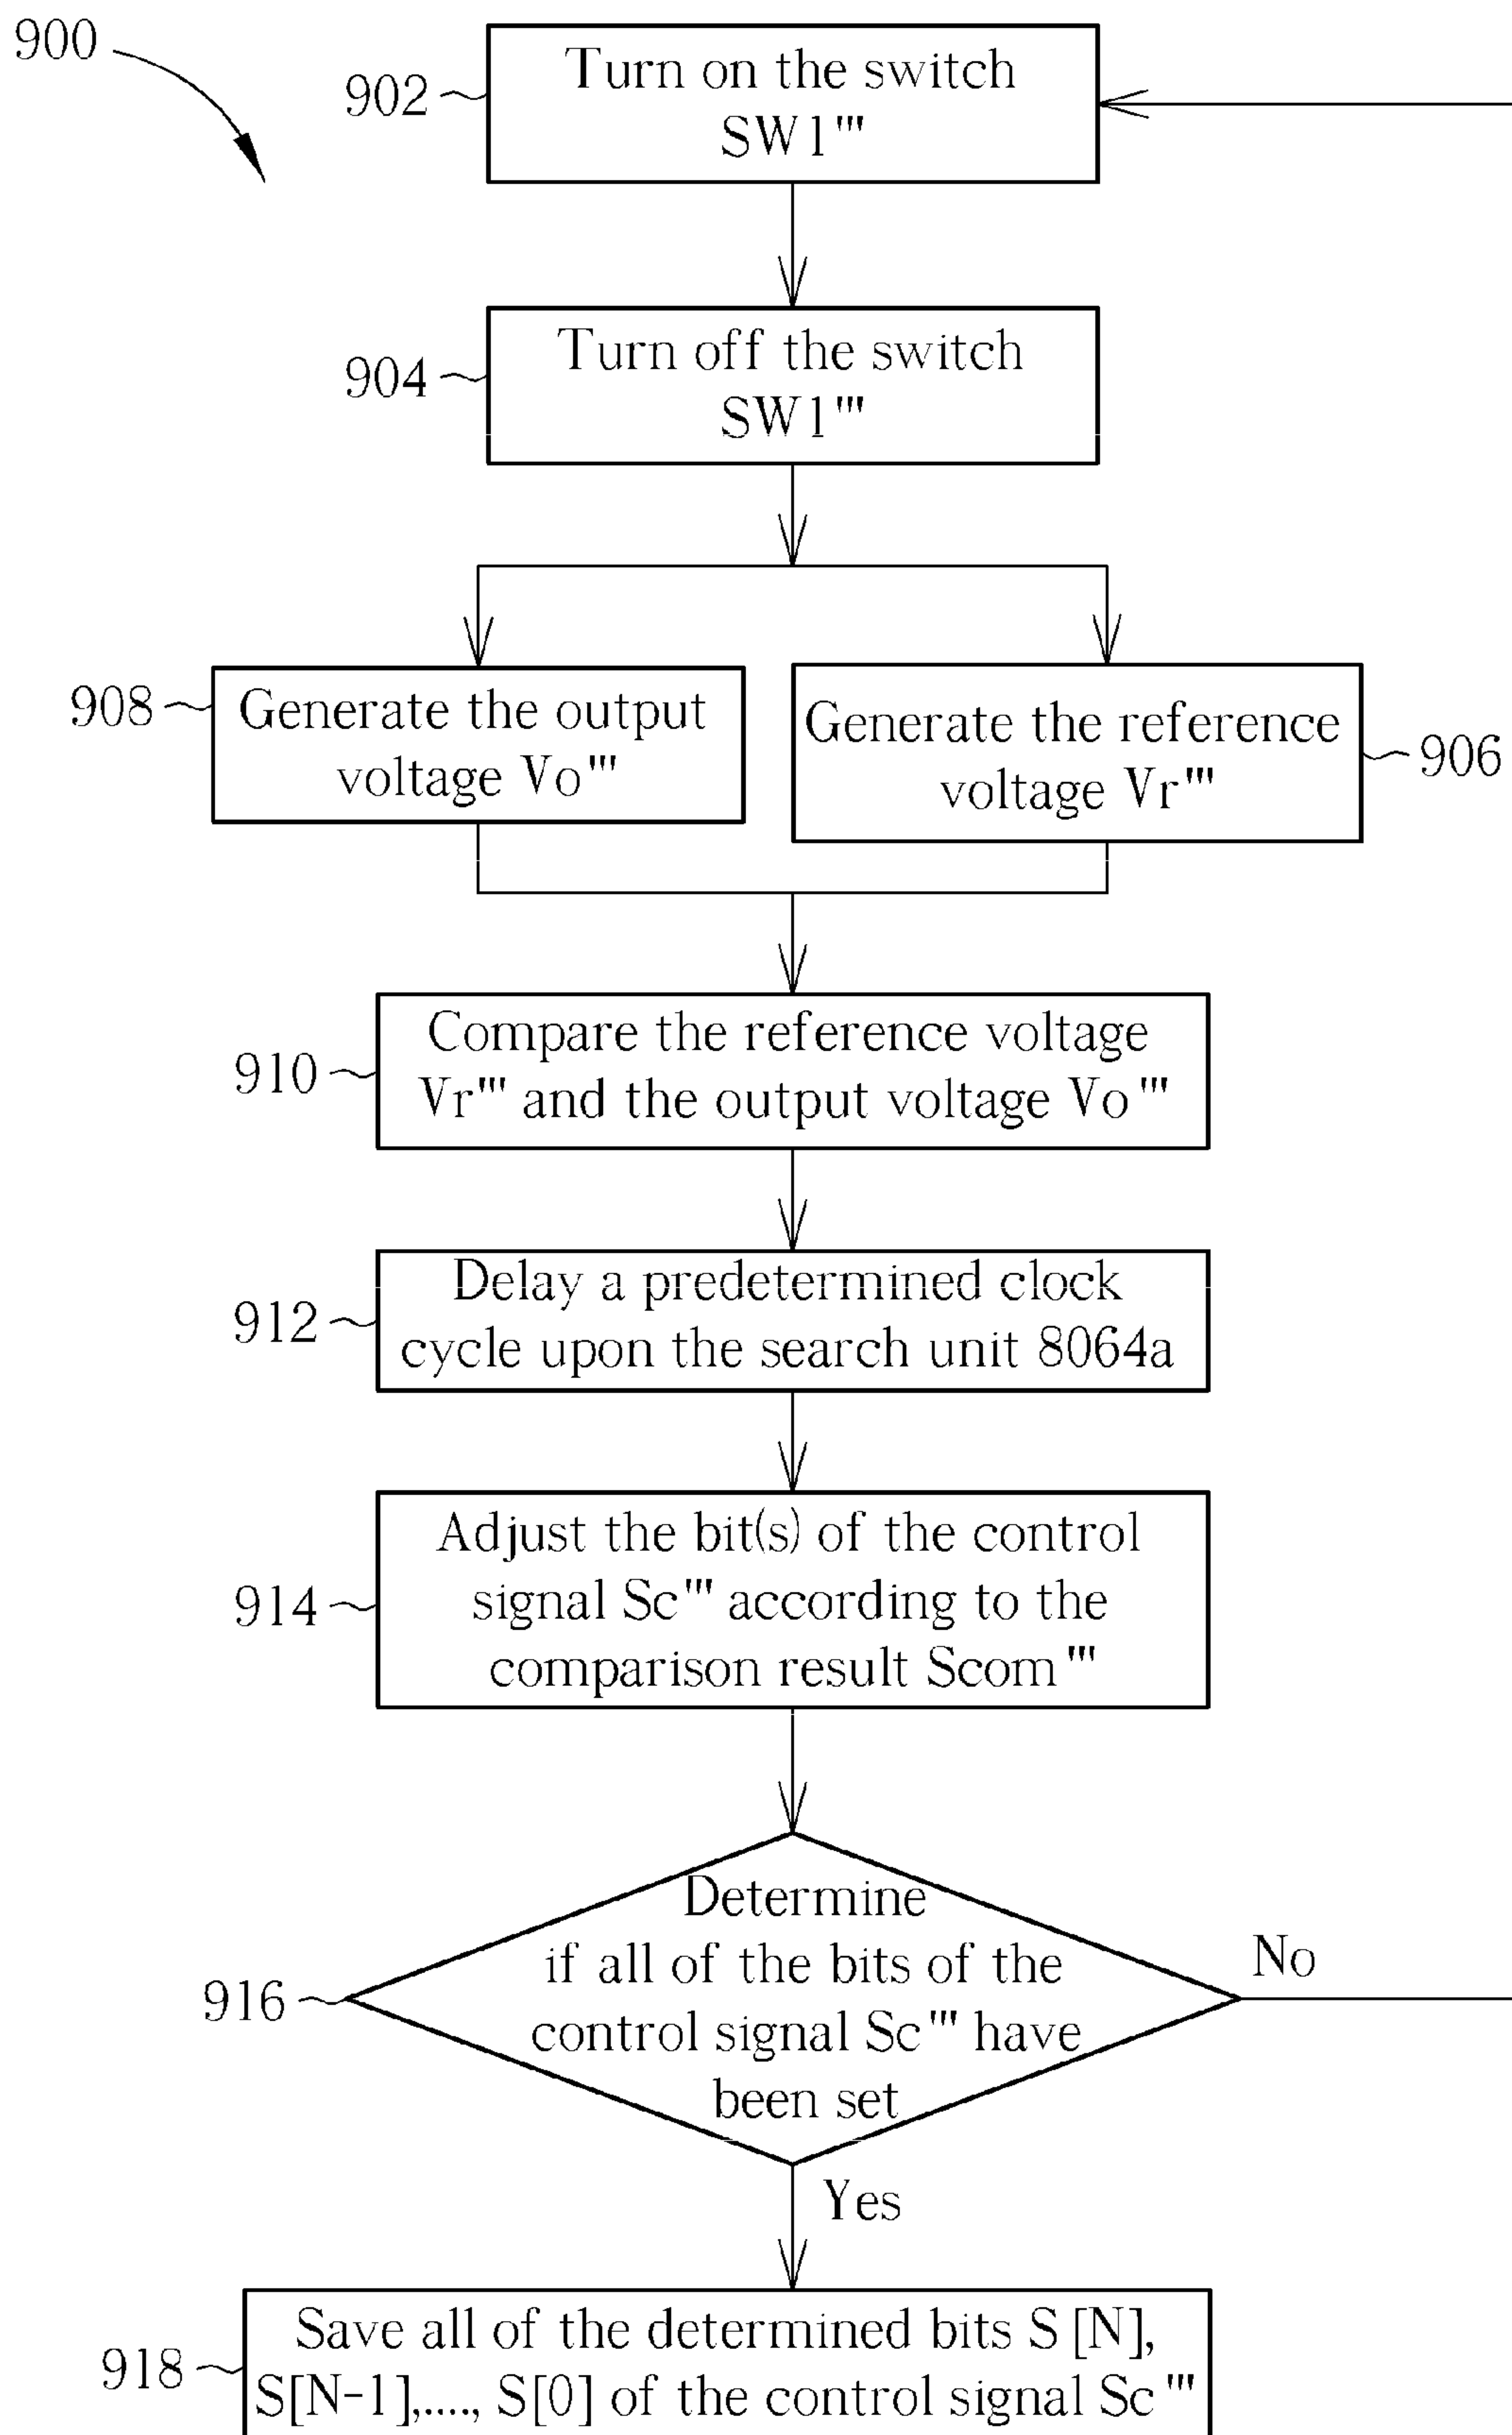 900
902
Turn on the switch
SW1'''
904
Turn off the switch
SW1'''
908
Generate the output
voltage Vo'''
Generate the reference
voltage Vr'''
906
910
Compare the reference voltage
Vr''' and the output voltage Vo'''
912
Delay a predetermined clock
cycle upon the search unit 8064a
914
Adjust the bit(s) of the control
signal Sc''' according to the
comparison result Scom'''
916
Determine
if all of the bits of the
control signal Sc''' have
been set
No
Yes
918
Save all of the determined bits S [N],
S[N-1],...., S[0] of the control signal Sc'''